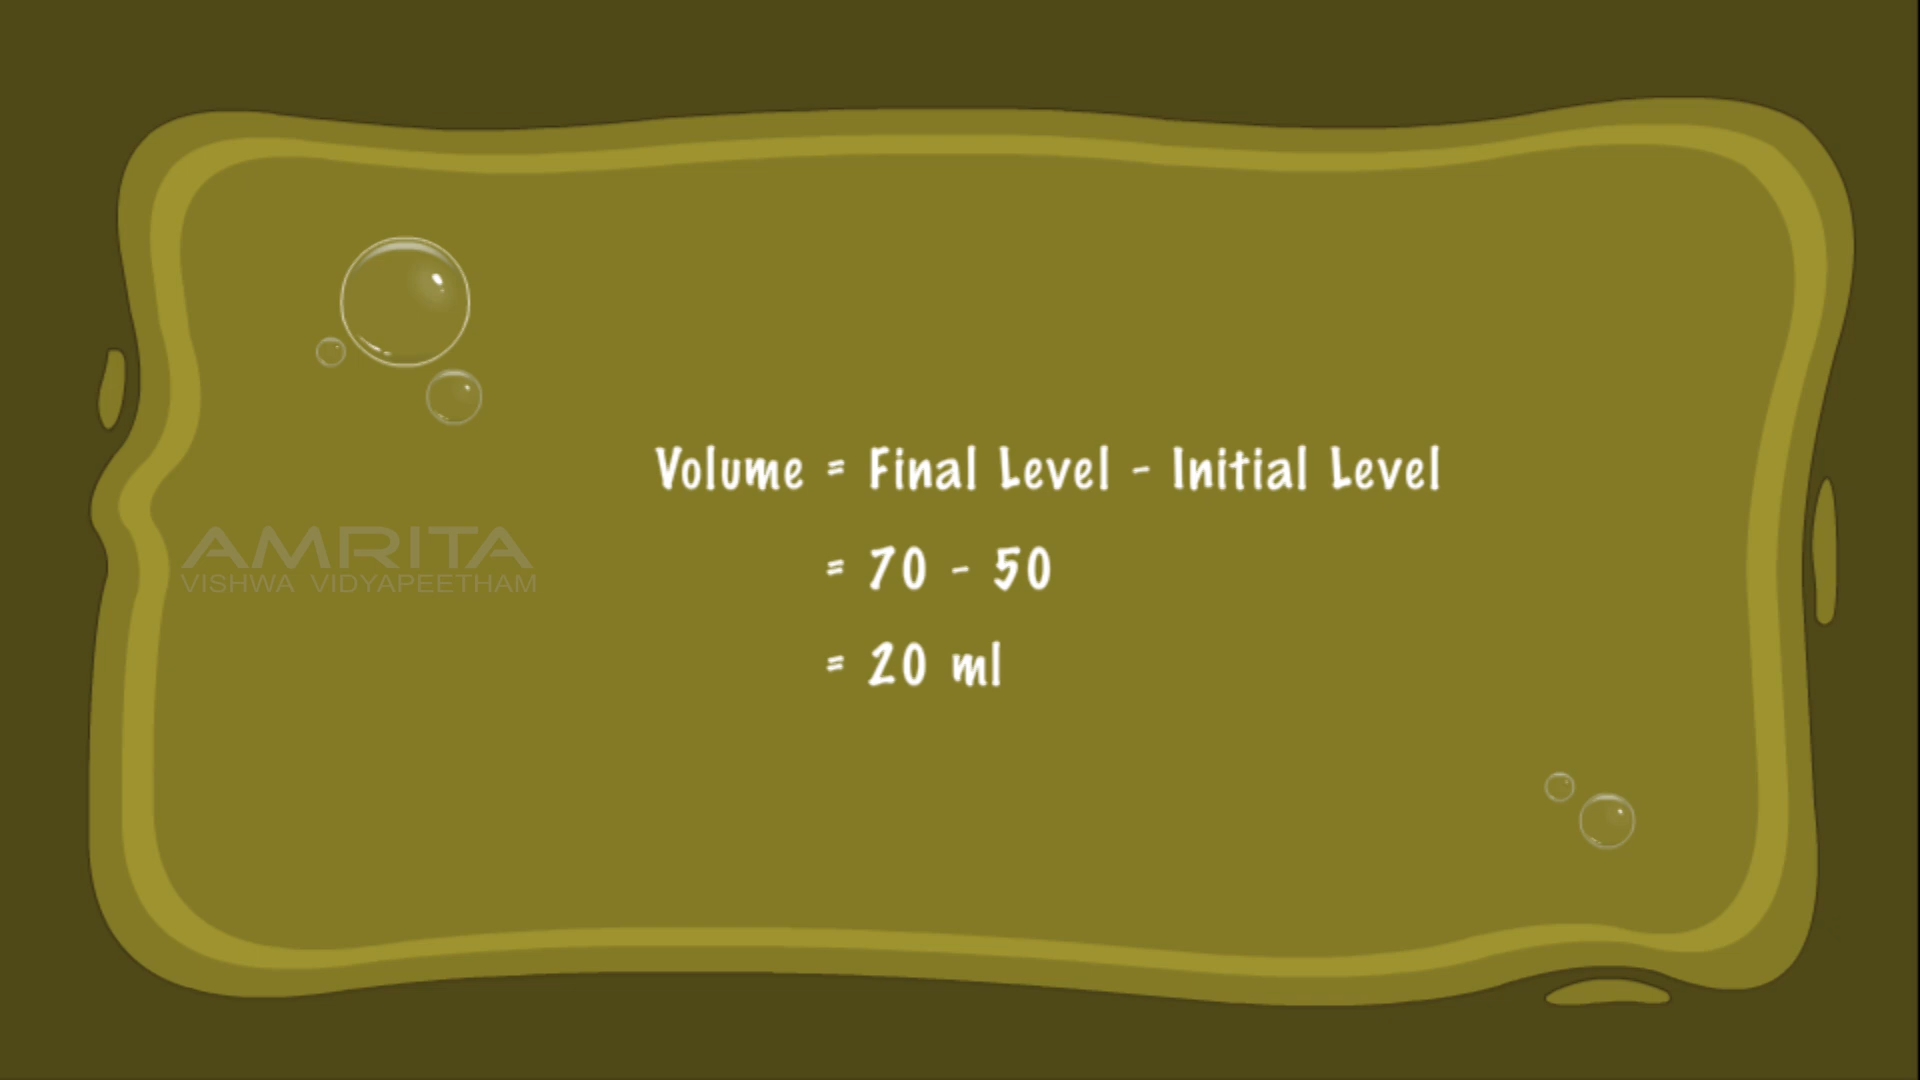 Volume = Final Level - Initial Level
= 70 - 50
= 20 ml
AMRITA
VISHWA VIDYAPEETHAM